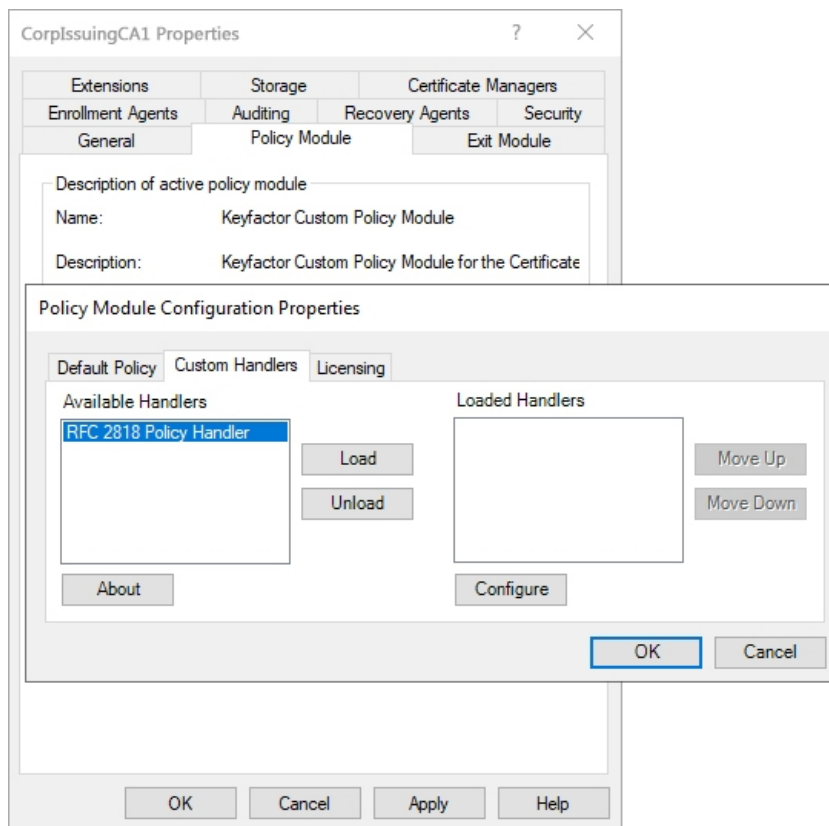 CorpIssuingCA1 Properties ?
Extensions Storage Certificate Managers
Enrollment Agents Auditing Recovery Agents Security
General Policy Module Exit Module
Description of active policy module
Name: Keyfactor Custom Policy Module
Description: Keyfactor Custom Policy Module for the Certificate
Policy Module Configuration Properties
Default Policy Custom Handlers Licensing
Available Handlers Loaded Handlers
RFC 2818 Policy Handler
Load Move Up
Unload Move Down
About Configure
OK Cancel
OK Cancel Apply Help